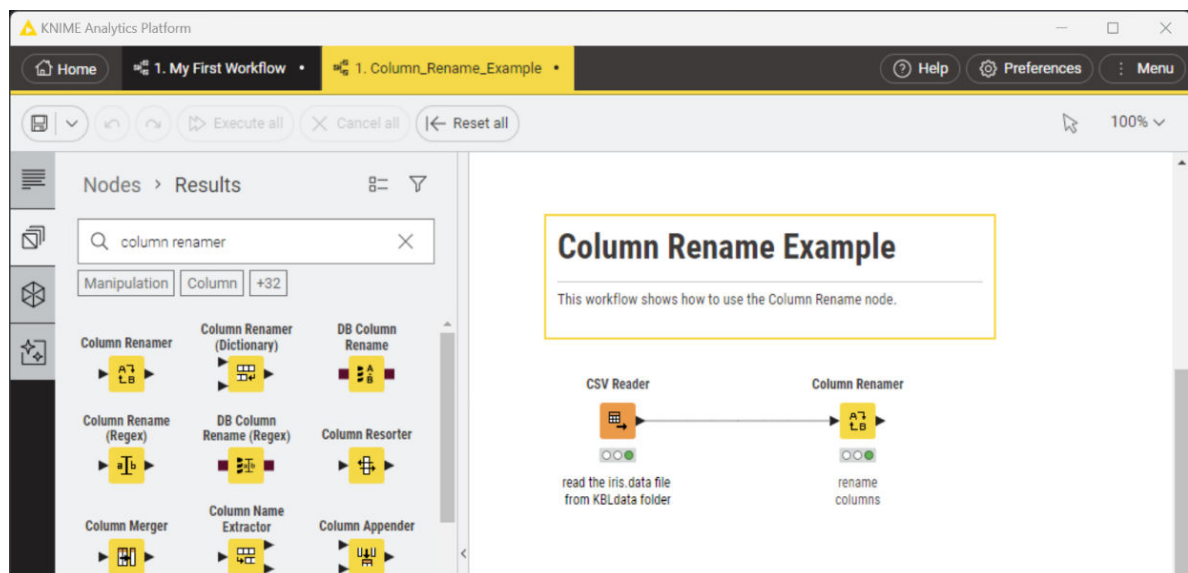 KNIME Analytics Platform
Home
1. My First Workflow •
1. Column_Rename_Example •
Help
Preferences
Menu
Execute all
Cancel all
Reset all
100%
Nodes > Results
column renamer
Manipulation
Column
+32
Column Renamer
Column Renamer
(Dictionary)
DB Column
Rename
Column Rename
(Regex)
DB Column
Rename (Regex)
Column Resorter
Column Merger
Column Name
Extractor
Column Appender
Column Rename Example
This workflow shows how to use the Column Rename node.
CSV Reader
read the iris.data file
from KBLdata folder
Column Renamer
rename
columns